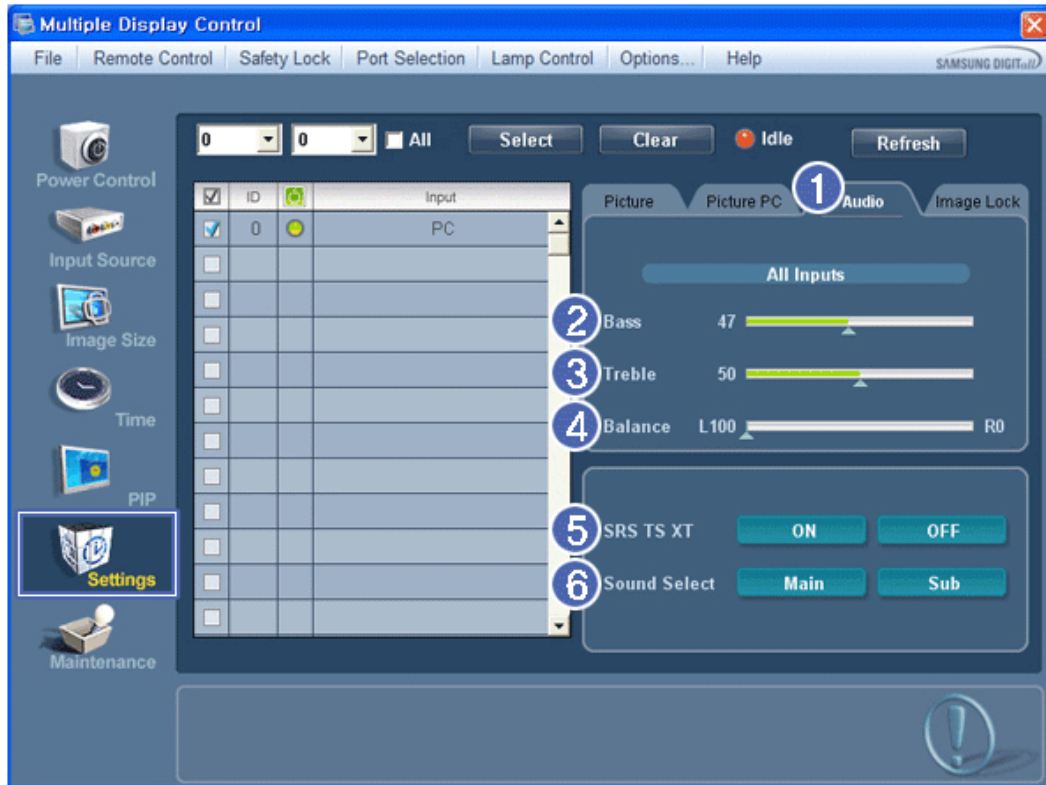 Multiple Display Control
File Remote Control Safety Lock Port Selection Lamp Control Options... Help SAMSUNG DIGITall
0 0 All Select Clear Idle Refresh
Power Control
Input Source
Image Size
Time
PIP
Settings
Maintenance
ID Input
0 PC
Picture Picture PC 1 Audio Image Lock
All Inputs
2 Bass 47
3 Treble 50
4 Balance L100 R0
5 SRS TS XT ON OFF
6 Sound Select Main Sub